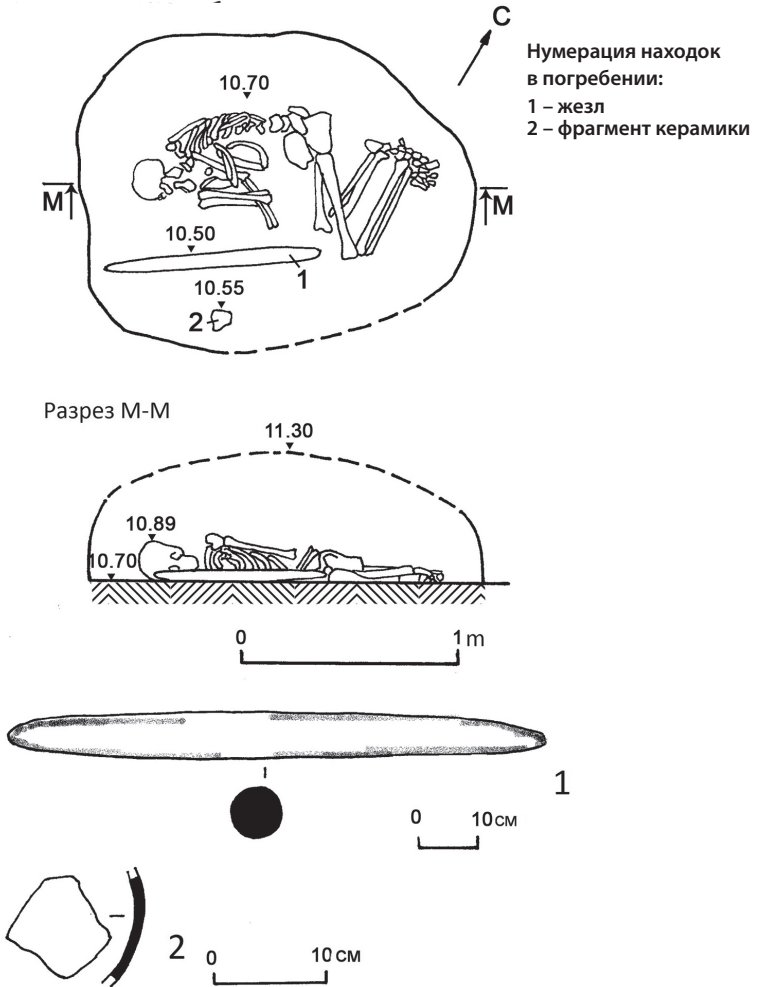 С
Нумерация находок
в погребении:
1 – жезл
2 – фрагмент керамики
10.70
М
М
10.50
1
10.55
2
Разрез М-М
11.30
10.89
10.70
0 1 m
1
0 10 см
2
0 10 см